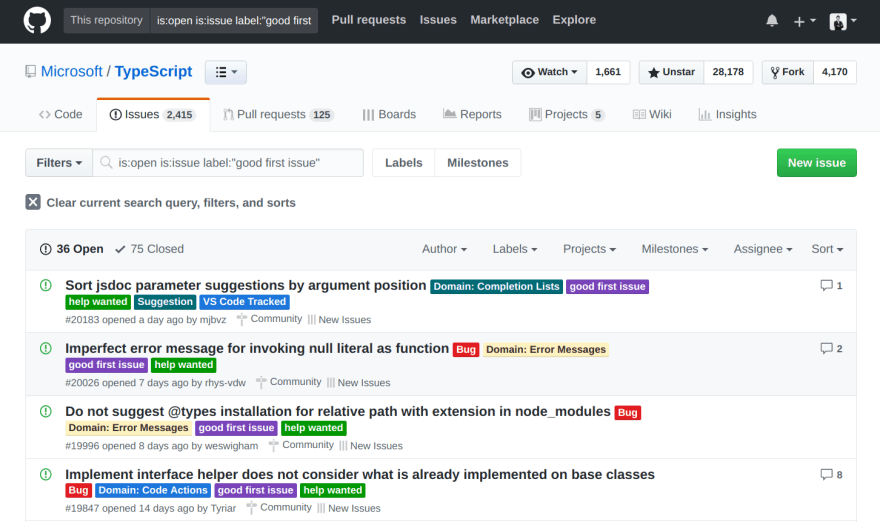 This repository is:open is:issue label:"good first Pull requests Issues Marketplace Explore
Microsoft / TypeScript Watch 1,661 Unstar 28,178 Fork 4,170
Code Issues 2,415 Pull requests 125 Boards Reports Projects 5 Wiki Insights
Filters is:open is:issue label:"good first issue" Labels Milestones New issue
Clear current search query, filters, and sorts
36 Open 75 Closed Author Labels Projects Milestones Assignee Sort
Sort jsdoc parameter suggestions by argument position Domain: Completion Lists good first issue 1
help wanted Suggestion VS Code Tracked
#20183 opened a day ago by mjbvz Community New Issues
Imperfect error message for invoking null literal as function Bug Domain: Error Messages 2
good first issue help wanted
#20026 opened 7 days ago by rhys-vdw Community New Issues
Do not suggest @types installation for relative path with extension in node_modules Bug
Domain: Error Messages good first issue help wanted
#19996 opened 8 days ago by weswigham Community New Issues
Implement interface helper does not consider what is already implemented on base classes 8
Bug Domain: Code Actions good first issue help wanted
#19847 opened 14 days ago by Tyriar Community New Issues